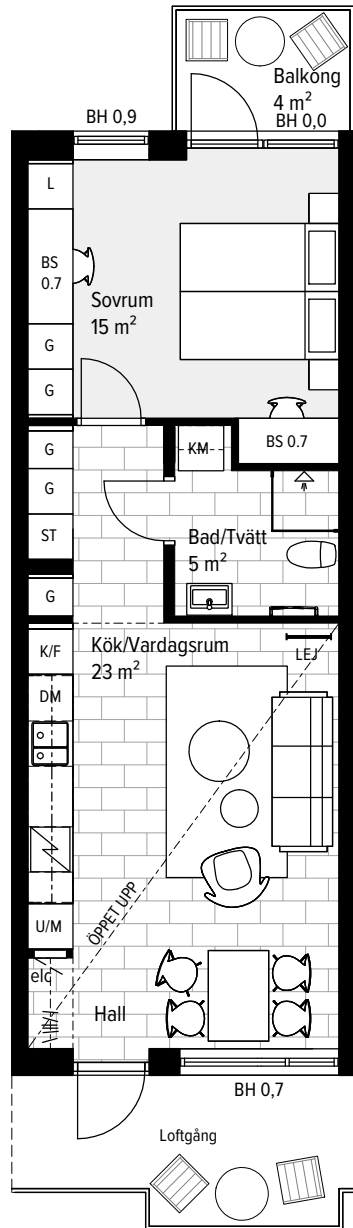 Balkong
4 m²
BH 0,9
BH 0,0
L
BS
0.7
Sovrum
15 m²
G
G
G
KM
BS 0.7
G
ST
Bad/Tvätt
5 m²
G
K/F
Kök/Vardagsrum
23 m²
LEJ
DM
ÖPPET UPP
U/M
elc
Hall
BH 0,7
Loftgång